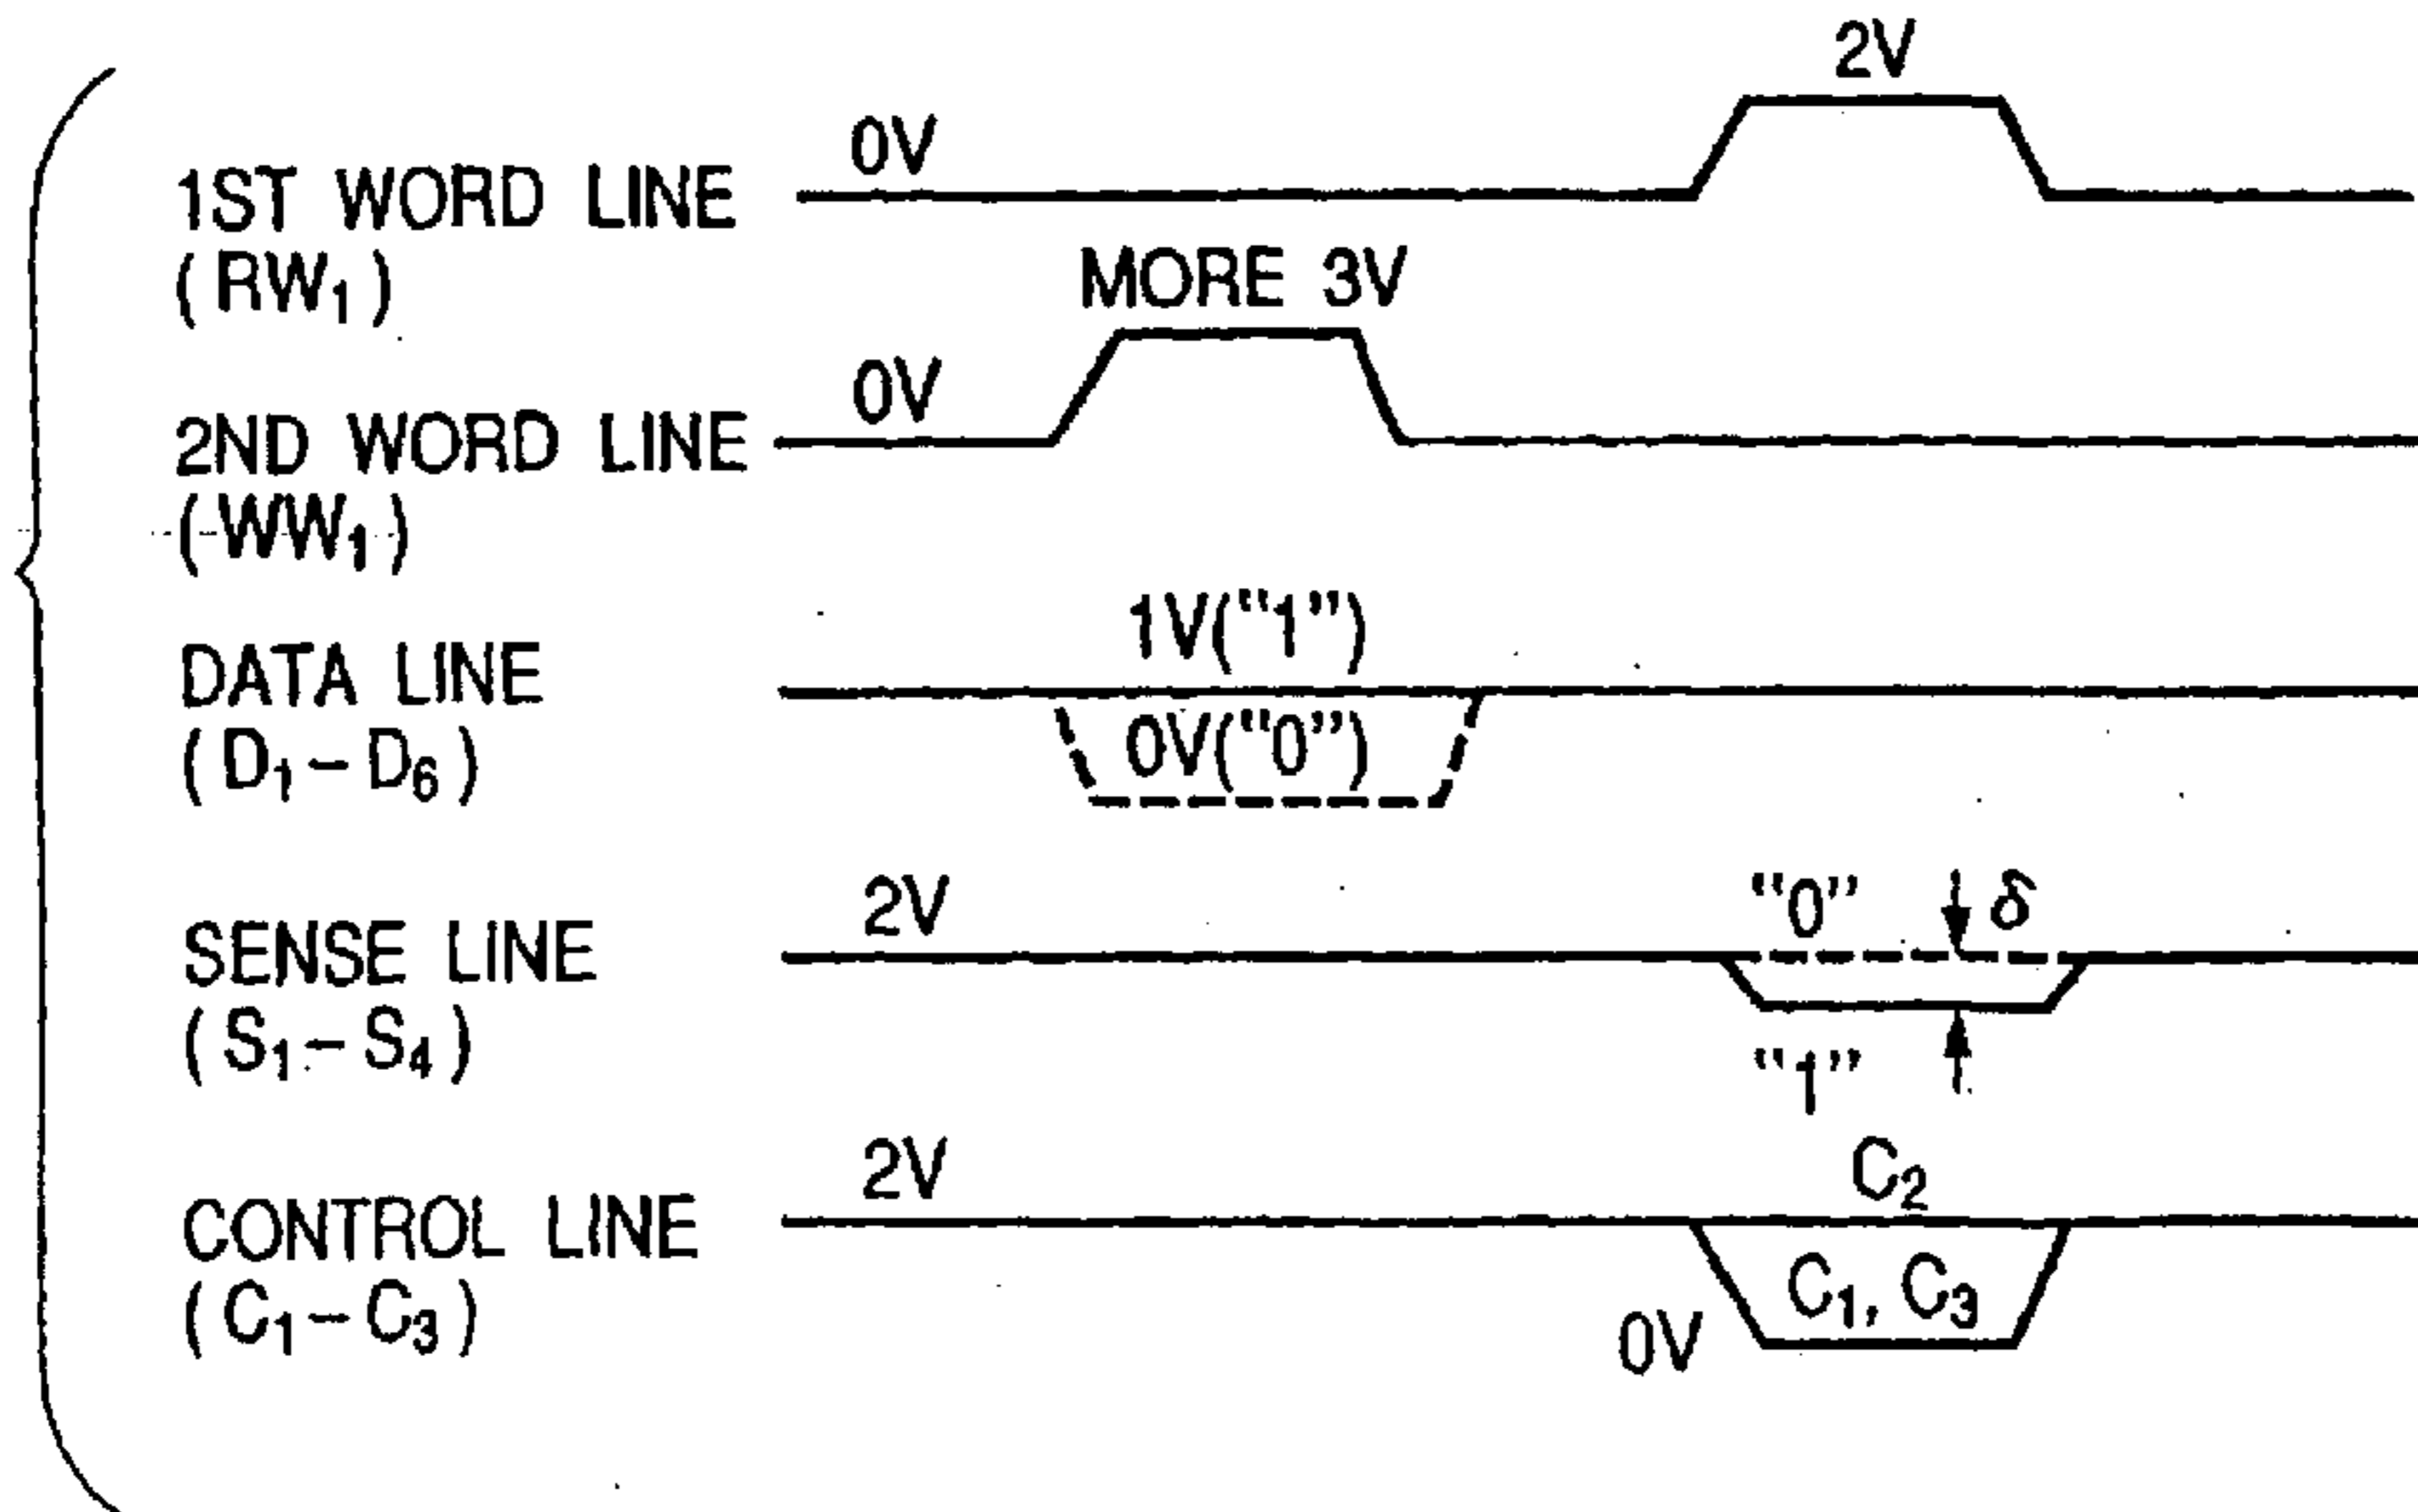 2V
0V
1ST WORD LINE
(RW₁)
MORE 3V
0V
2ND WORD LINE
(WW₁)
1V("1")
DATA LINE
(D₁–D₆)
0V("0")
2V
"0" δ
SENSE LINE
(S₁–S₄)
"1"
2V
C₂
CONTROL LINE
(C₁–C₃)
C₁, C₃
0V